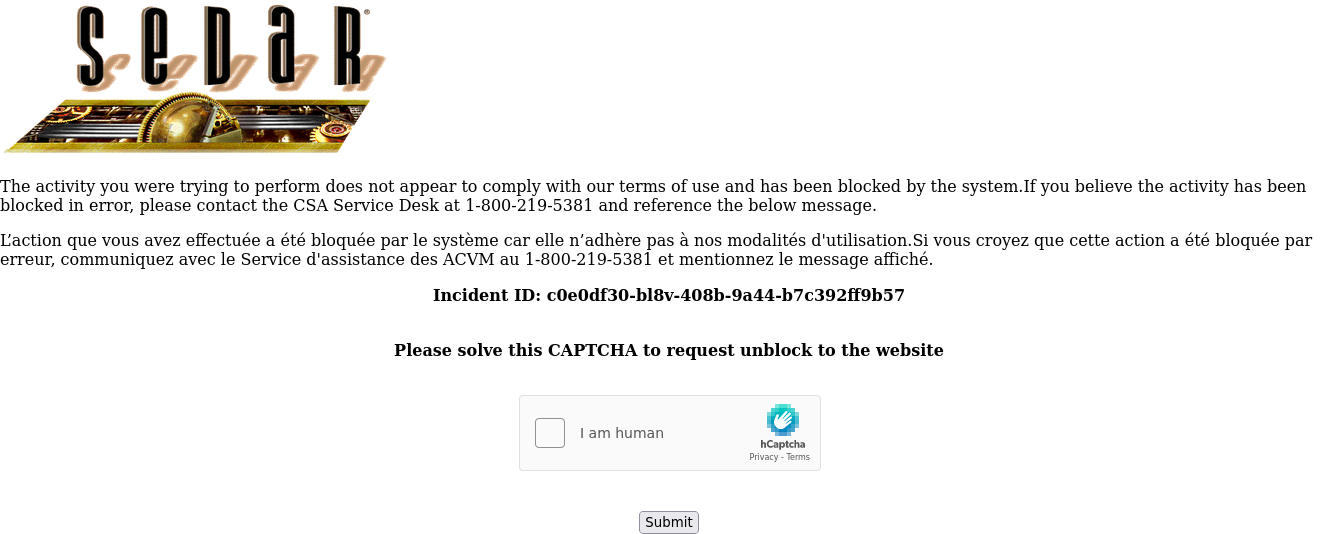 SEDAR®
The activity you were trying to perform does not appear to comply with our terms of use and has been blocked by the system.If you believe the activity has been
blocked in error, please contact the CSA Service Desk at 1-800-219-5381 and reference the below message.
L’action que vous avez effectuée a été bloquée par le système car elle n’adhère pas à nos modalités d'utilisation.Si vous croyez que cette action a été bloquée par
erreur, communiquez avec le Service d'assistance des ACVM au 1-800-219-5381 et mentionnez le message affiché.
Incident ID: c0e0df30-bl8v-408b-9a44-b7c392ff9b57
Please solve this CAPTCHA to request unblock to the website
I am human
hCaptcha
Privacy - Terms
Submit